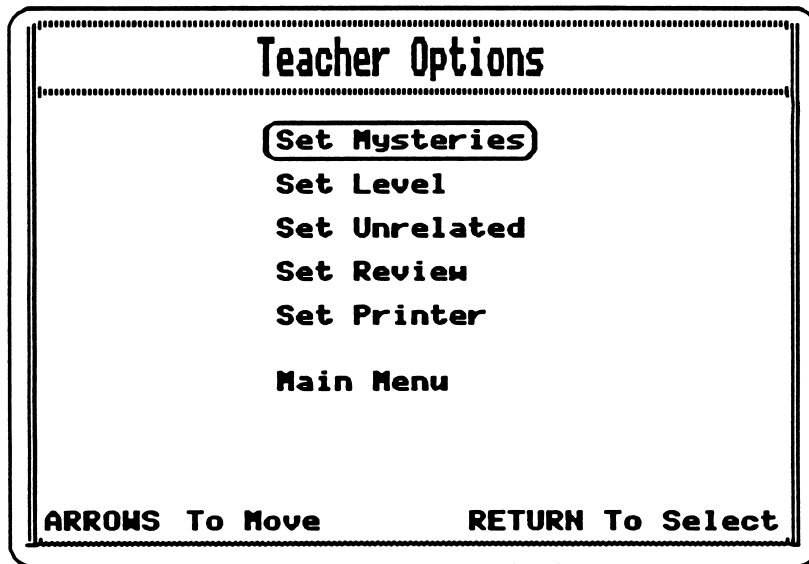 Teacher Options
Set Mysteries
Set Level
Set Unrelated
Set Review
Set Printer
Main Menu
ARROWS To Move RETURN To Select